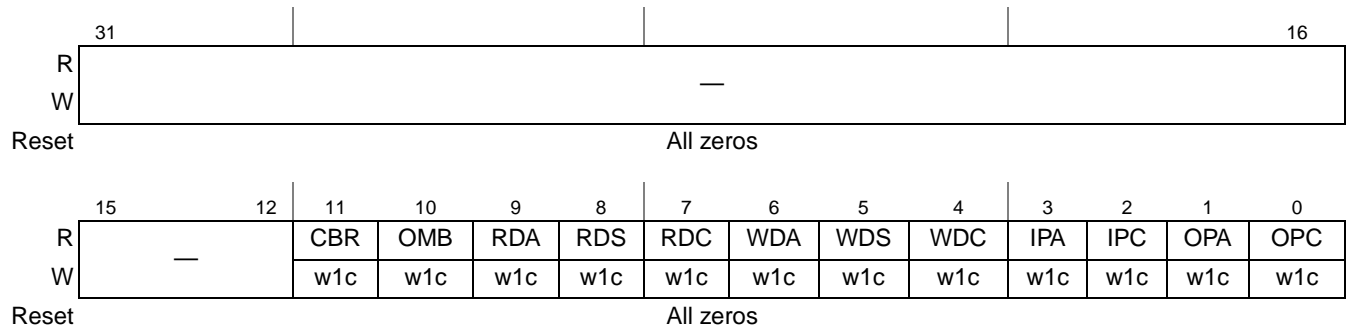 31 16
R
—
W
Reset All zeros
15 12 11 10 9 8 7 6 5 4 3 2 1 0
R CBR OMB RDA RDS RDC WDA WDS WDC IPA IPC OPA OPC
—
W w1c w1c w1c w1c w1c w1c w1c w1c w1c w1c w1c w1c
Reset All zeros